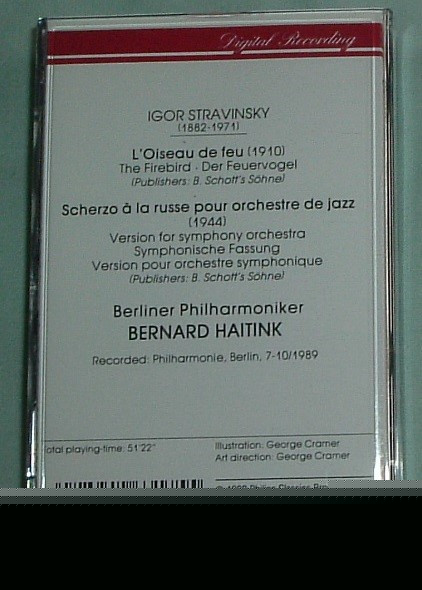 Digital Recording
IGOR STRAVINSKY
(1882-1971)
L'Oiseau de feu (1910)
The Firebird · Der Feuervogel
(Publishers: B. Schott's Söhne)
Scherzo à la russe pour orchestre de jazz
(1944)
Version for symphony orchestra
Symphonische Fassung
Version pour orchestre symphonique
(Publishers: B. Schott's Söhne)
Berliner Philharmoniker
BERNARD HAITINK
Recorded: Philharmonie, Berlin, 7-10/1989
otal playing-time: 51'22"
Illustration: George Cramer
Art direction: George Cramer